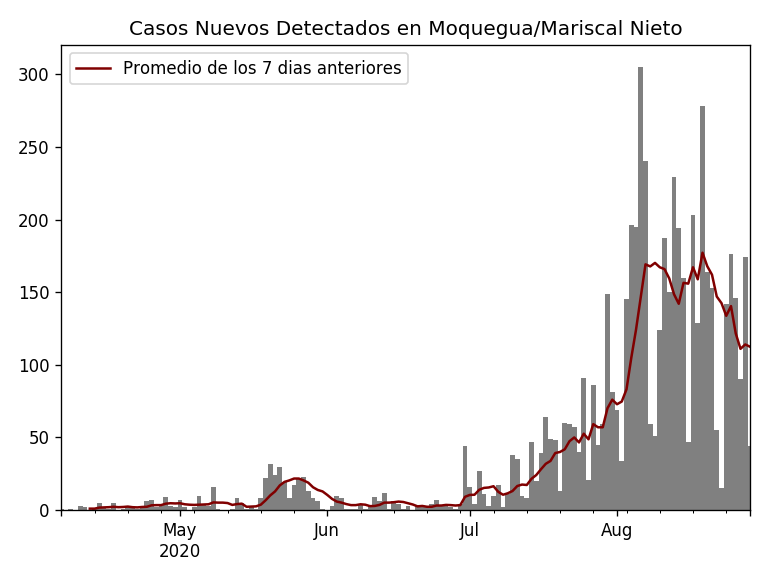 Casos Nuevos Detectados en Moquegua/Mariscal Nieto
Promedio de los 7 dias anteriores
300
250
200
150
100
50
0
May Jun Jul Aug
2020